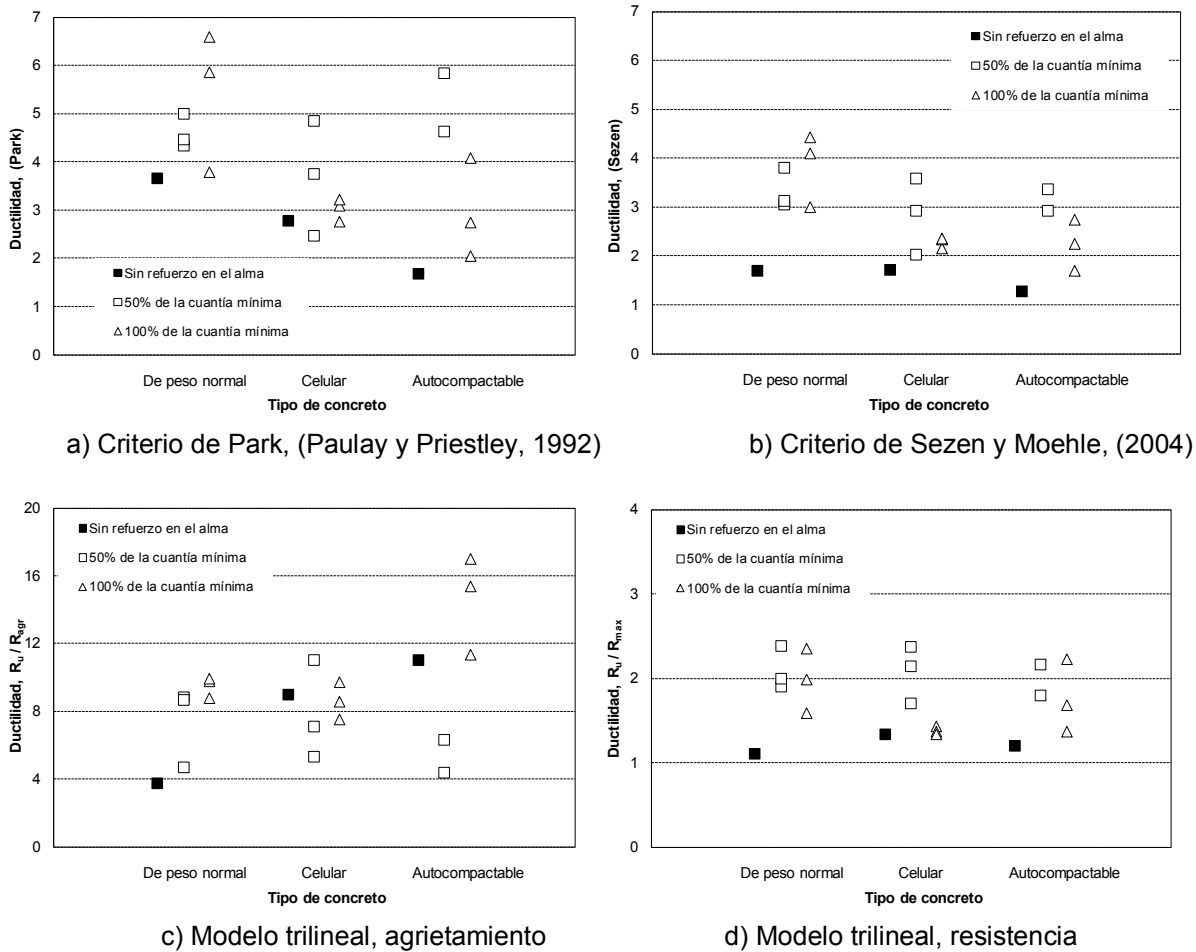 7
6
5
4
3
2
1
0
Ductilidad, (Park)
Sin refuerzo en el alma
50% de la cuantía mínima
100% de la cuantía mínima
De peso normal
Celular
Autocompactable
Tipo de concreto
a) Criterio de Park, (Paulay y Priestley, 1992)
7
6
5
4
3
2
1
0
Ductilidad, (Sezen)
Sin refuerzo en el alma
50% de la cuantía mínima
100% de la cuantía mínima
De peso normal
Celular
Autocompactable
Tipo de concreto
b) Criterio de Sezen y Moehle, (2004)
20
16
12
8
4
0
Ductilidad, Ru / Ragr
Sin refuerzo en el alma
50% de la cuantía mínima
100% de la cuantía mínima
De peso normal
Celular
Autocompactable
Tipo de concreto
c) Modelo trilineal, agrietamiento
4
3
2
1
0
Ductilidad, Ru / Rmax
Sin refuerzo en el alma
50% de la cuantía mínima
100% de la cuantía mínima
De peso normal
Celular
Autocompactable
Tipo de concreto
d) Modelo trilineal, resistencia